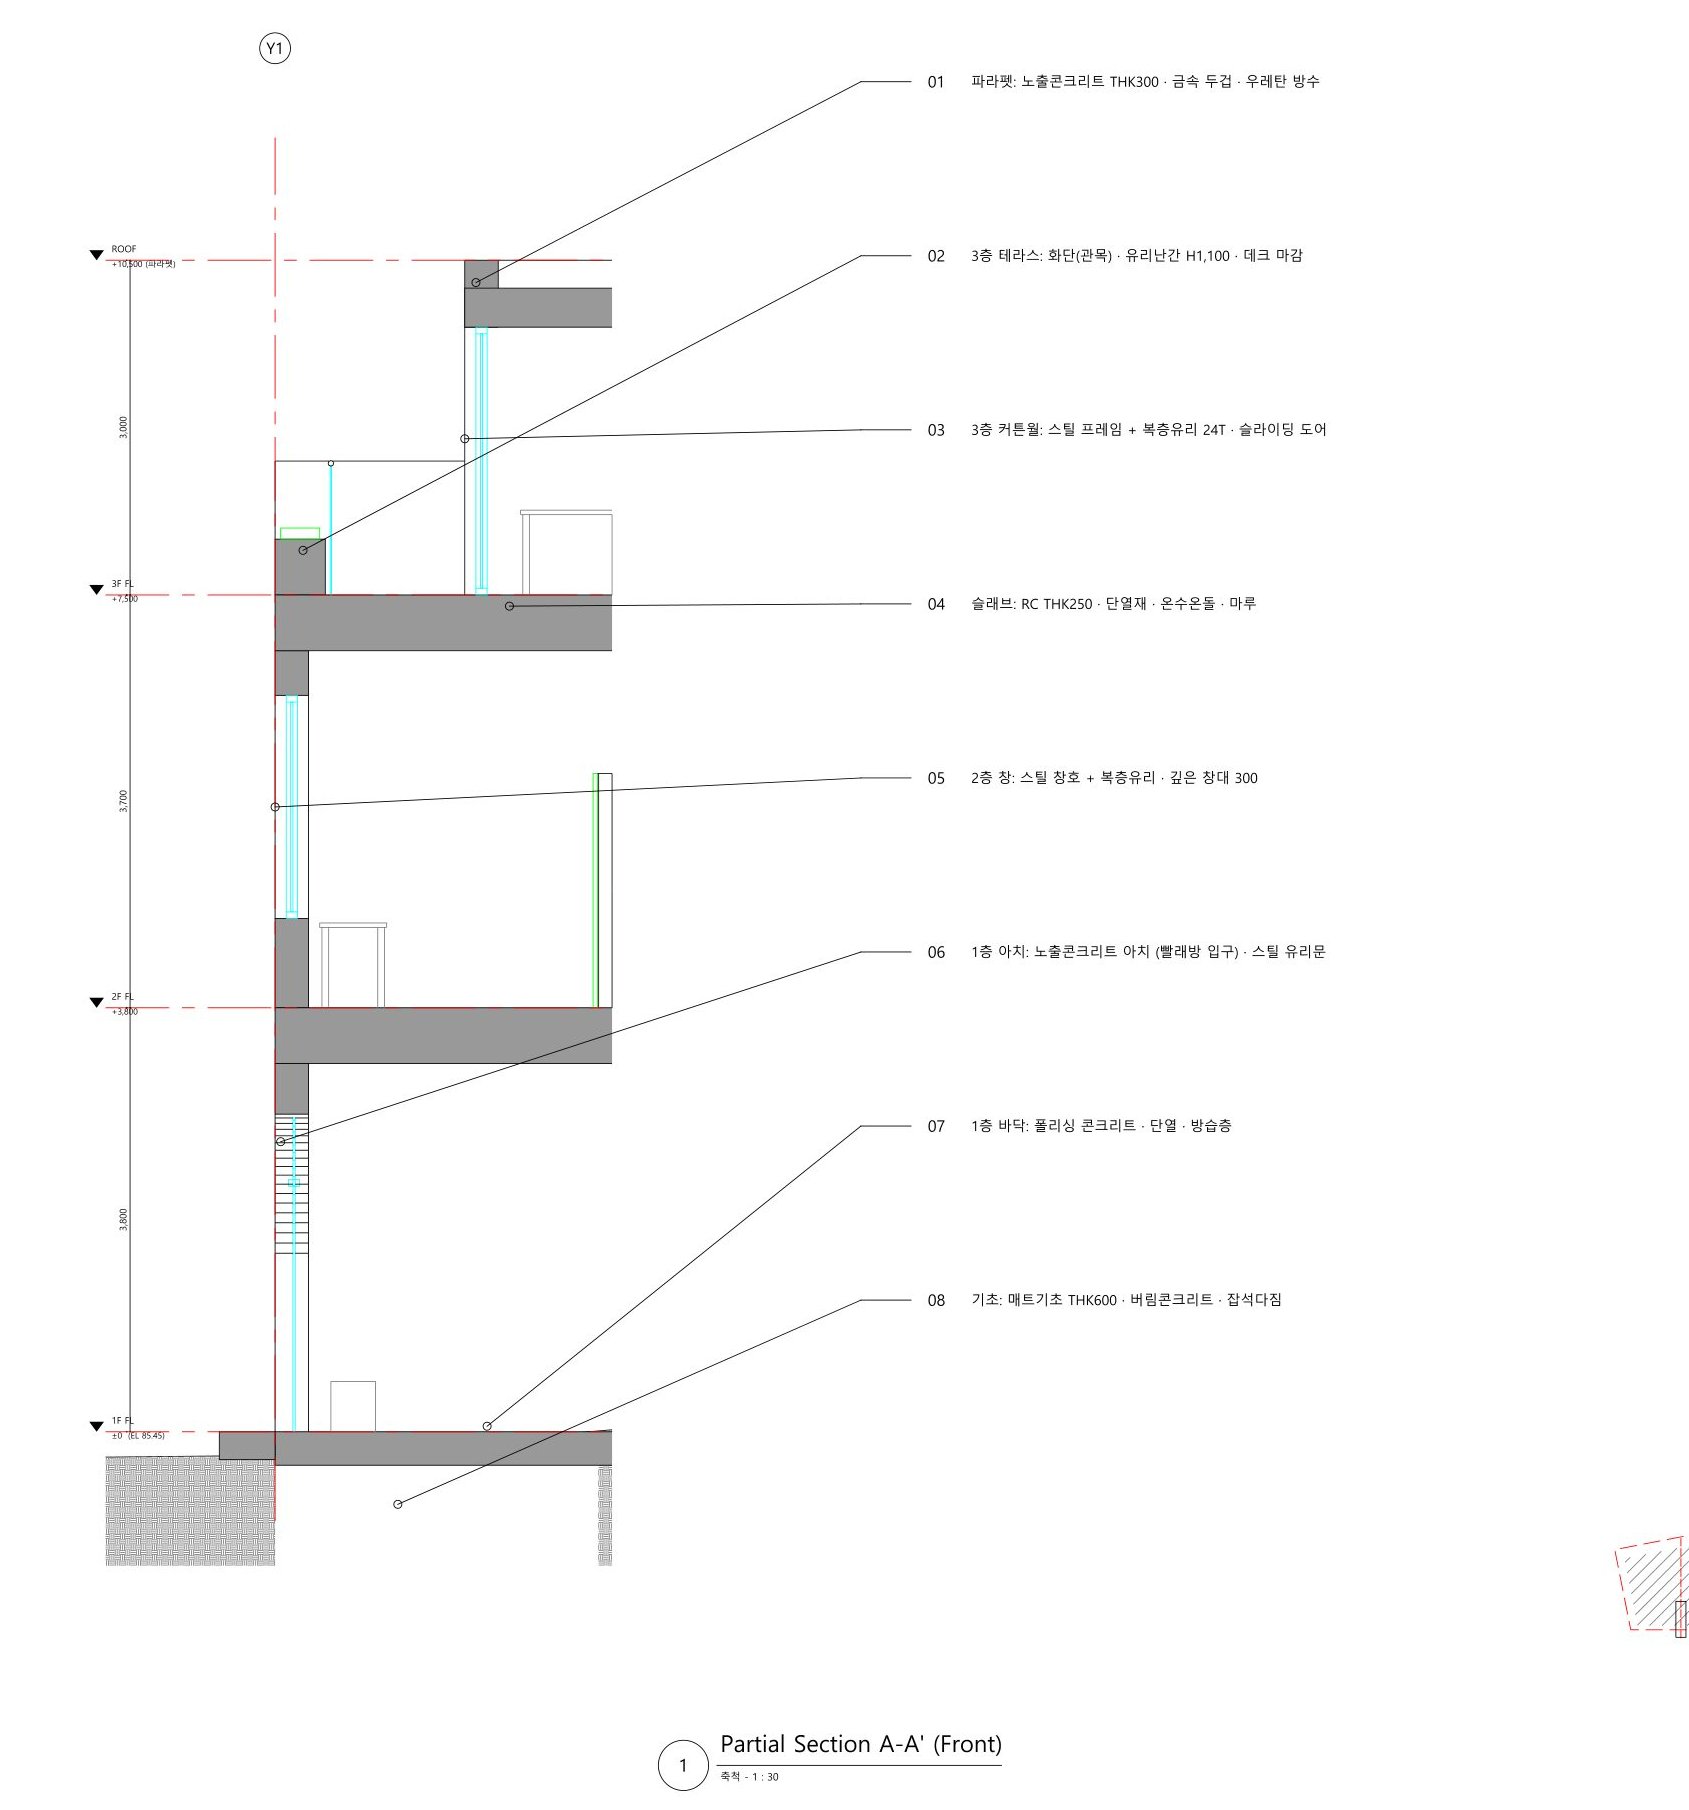 Y1
01 파라펫: 노출콘크리트 THK300 · 금속 두겁 · 우레탄 방수
ROOF
+10,500 (파라펫)
02 3층 테라스: 화단(관목) · 유리난간 H1,100 · 데크 마감
3,000
03 3층 커튼월: 스틸 프레임 + 복층유리 24T · 슬라이딩 도어
3F FL
+7,500
04 슬래브: RC THK250 · 단열재 · 온수온돌 · 마루
3,700
05 2층 창: 스틸 창호 + 복층유리 · 깊은 창대 300
06 1층 아치: 노출콘크리트 아치 (빨래방 입구) · 스틸 유리문
2F FL
+3,800
07 1층 바닥: 폴리싱 콘크리트 · 단열 · 방습층
3,800
08 기초: 매트기초 THK600 · 버림콘크리트 · 잡석다짐
1F FL
±0 (EL 85.45)
1
Partial Section A-A' (Front)
축척 - 1 : 30